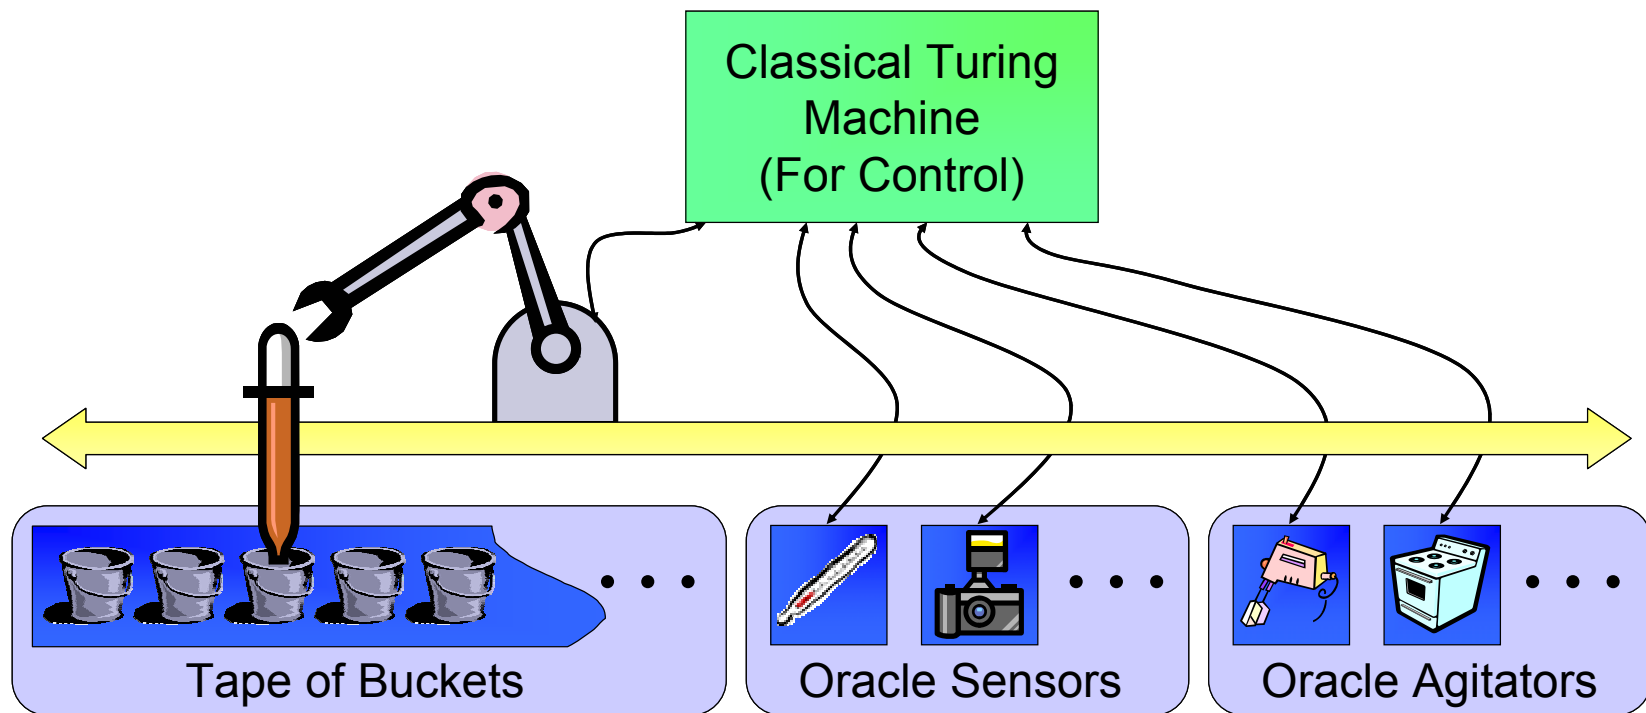 Classical Turing
Machine
(For Control)
Tape of Buckets
Oracle Sensors
Oracle Agitators